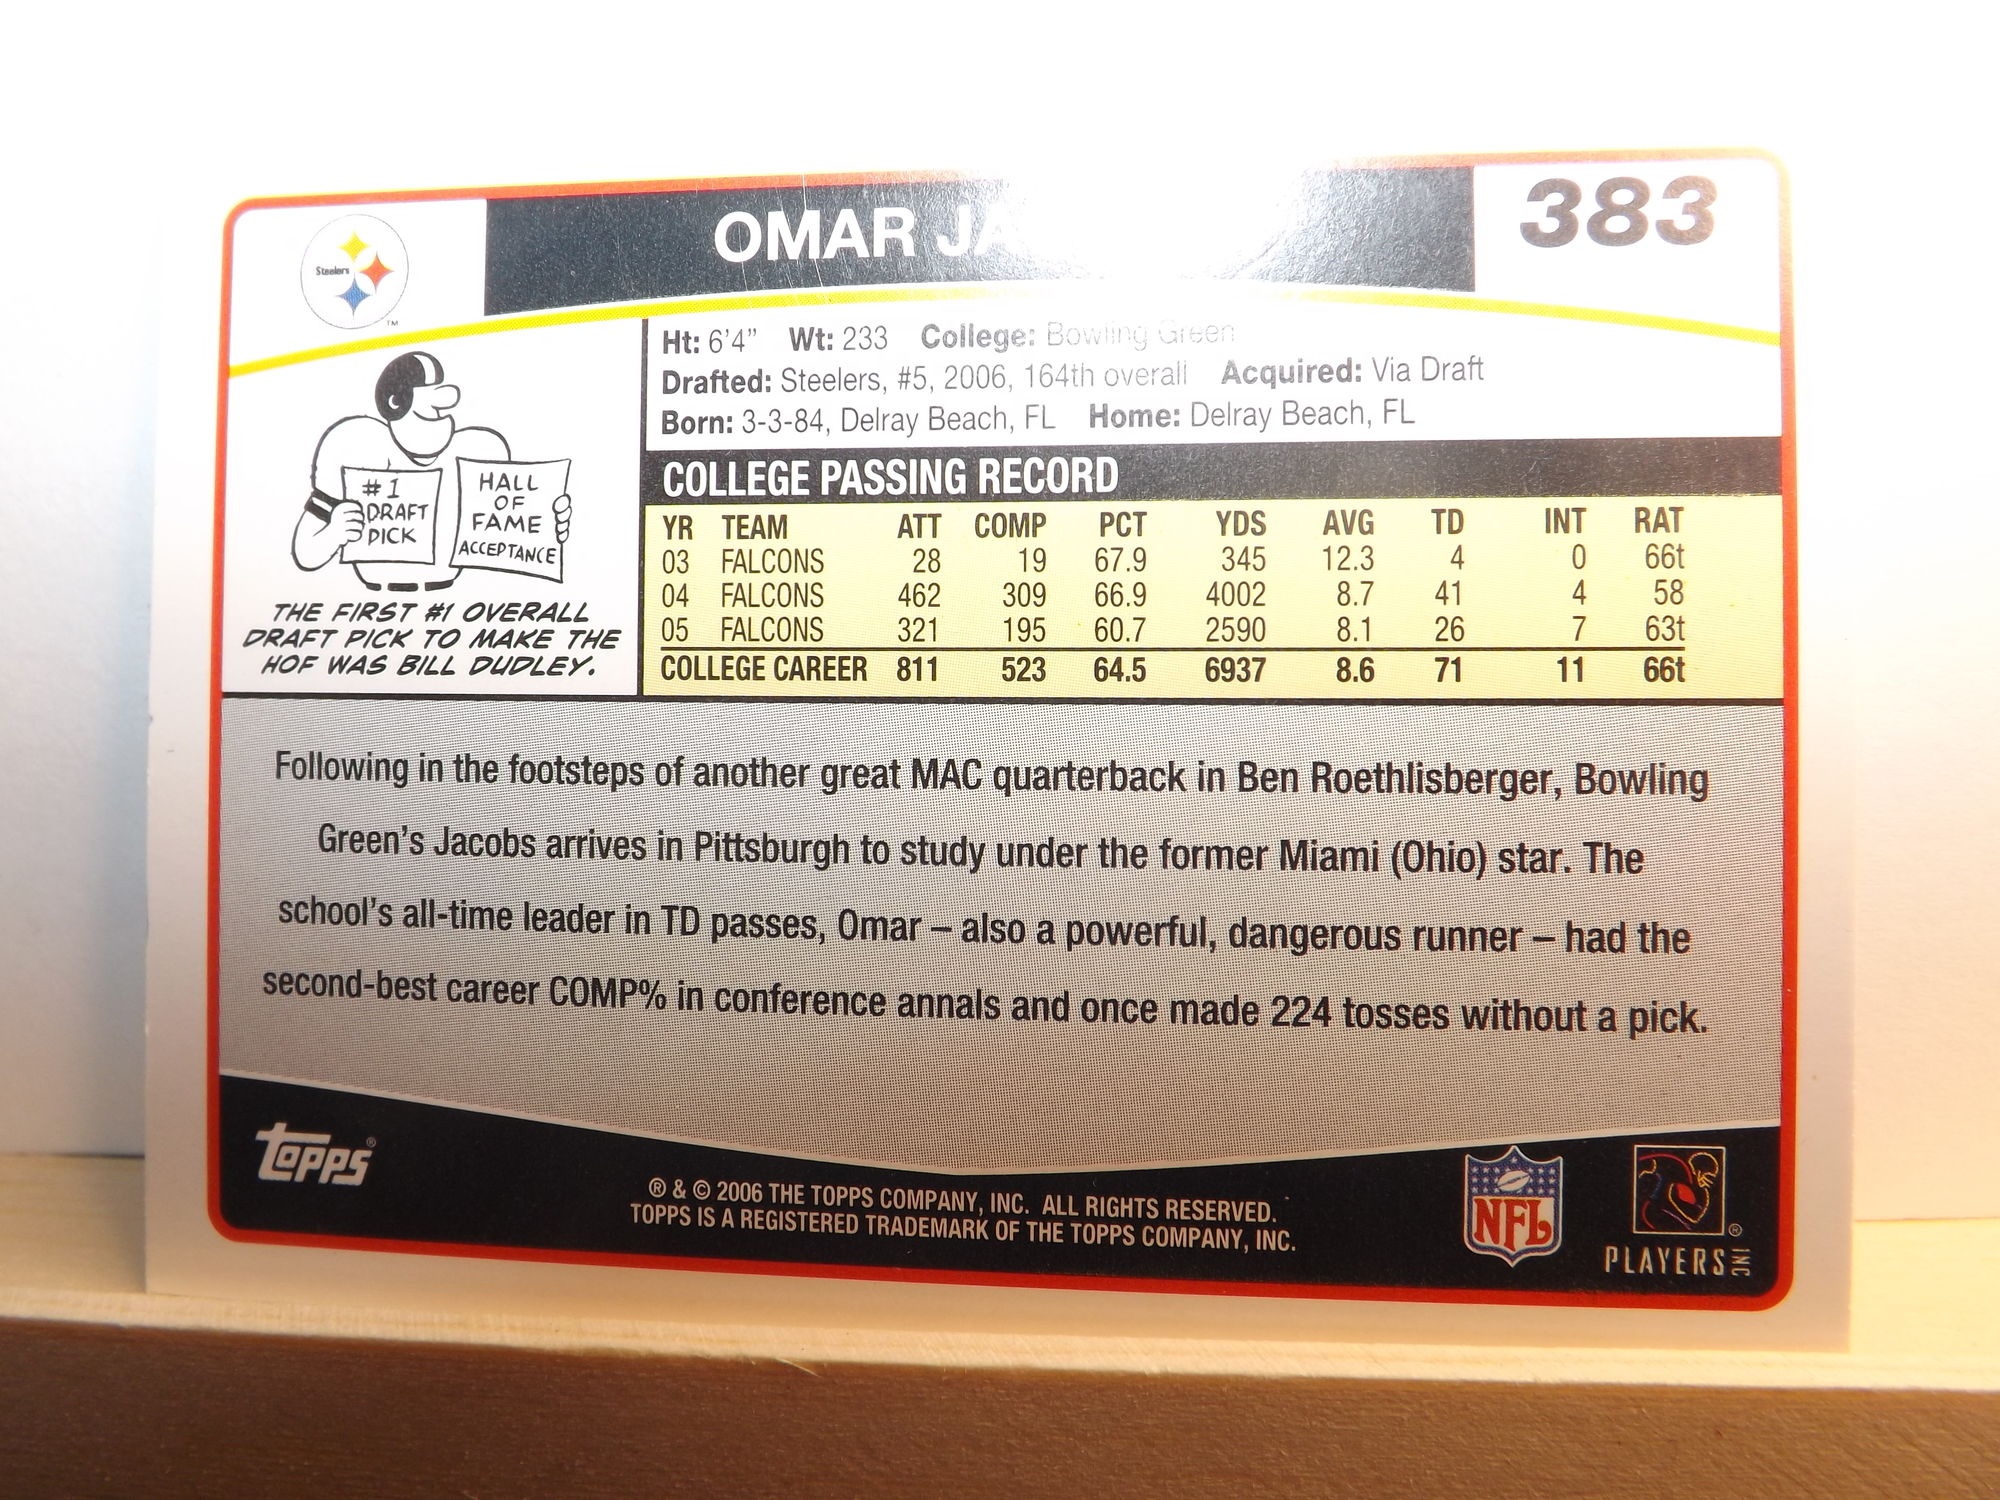 Steelers
TM
OMAR JA
383
Ht: 6'4" Wt: 233 College: Bowling Green
Drafted: Steelers, #5, 2006, 164th overall Acquired: Via Draft
Born: 3-3-84, Delray Beach, FL Home: Delray Beach, FL
#1
DRAFT
PICK
HALL
OF
FAME
ACCEPTANCE
THE FIRST #1 OVERALL
DRAFT PICK TO MAKE THE
HOF WAS BILL DUDLEY.
COLLEGE PASSING RECORD
YR TEAM ATT COMP PCT YDS AVG TD INT RAT
03 FALCONS 28 19 67.9 345 12.3 4 0 66t
04 FALCONS 462 309 66.9 4002 8.7 41 4 58
05 FALCONS 321 195 60.7 2590 8.1 26 7 63t
COLLEGE CAREER 811 523 64.5 6937 8.6 71 11 66t
Following in the footsteps of another great MAC quarterback in Ben Roethlisberger, Bowling
Green's Jacobs arrives in Pittsburgh to study under the former Miami (Ohio) star. The
school's all-time leader in TD passes, Omar – also a powerful, dangerous runner – had the
second-best career COMP% in conference annals and once made 224 tosses without a pick.
Topps®
® & © 2006 THE TOPPS COMPANY, INC. ALL RIGHTS RESERVED.
TOPPS IS A REGISTERED TRADEMARK OF THE TOPPS COMPANY, INC.
NFL
®
PLAYERS INC